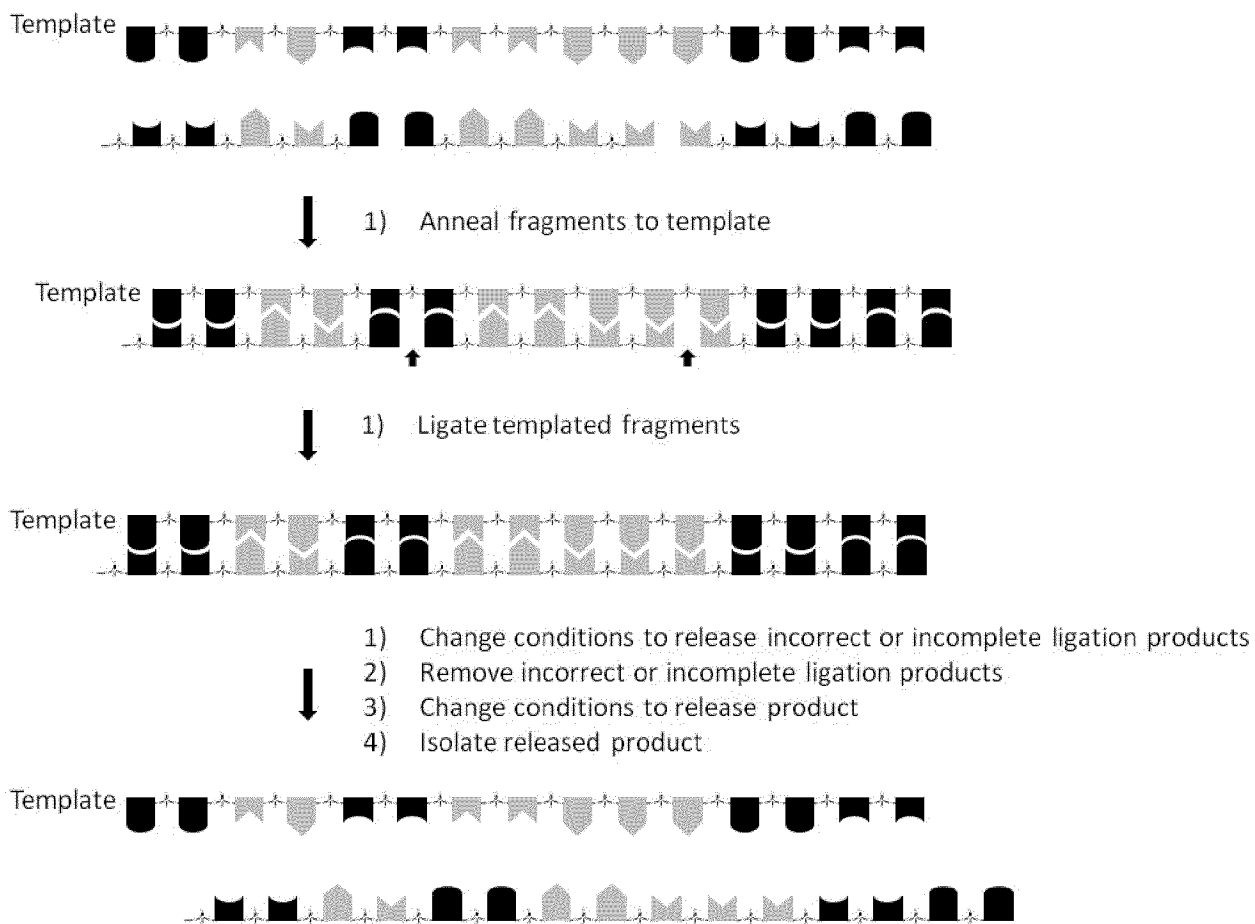 Template
1) Anneal fragments to template
Template
1) Ligate templated fragments
Template
1) Change conditions to release incorrect or incomplete ligation products
2) Remove incorrect or incomplete ligation products
3) Change conditions to release product
4) Isolate released product
Template